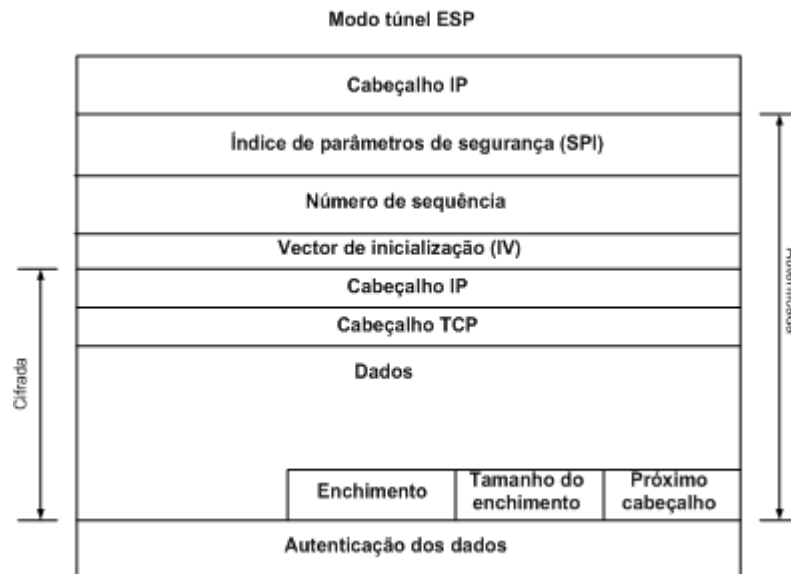 Modo túnel ESP
Cabeçalho IP
Índice de parâmetros de segurança (SPI)
Número de sequência
Vector de inicialização (IV)
Cabeçalho IP
Cabeçalho TCP
Dados
Cifrada
Enchimento
Tamanho do
enchimento
Próximo
cabeçalho
Autenticação dos dados